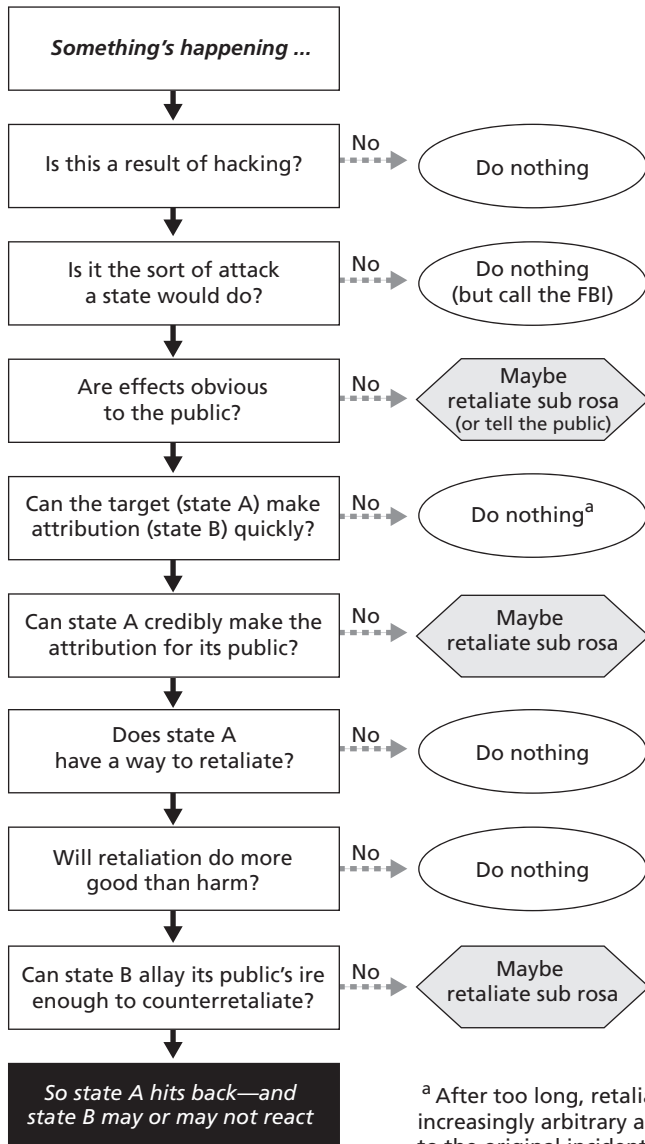 Something's happening ...
Is this a result of hacking?
No
Do nothing
Is it the sort of attack
a state would do?
No
Do nothing
(but call the FBI)
Are effects obvious
to the public?
No
Maybe
retaliate sub rosa
(or tell the public)
Can the target (state A) make
attribution (state B) quickly?
No
Do nothingᵃ
Can state A credibly make the
attribution for its public?
No
Maybe
retaliate sub rosa
Does state A
have a way to retaliate?
No
Do nothing
Will retaliation do more
good than harm?
No
Do nothing
Can state B allay its public's ire
enough to counterretaliate?
No
Maybe
retaliate sub rosa
So state A hits back—and
state B may or may not react
ᵃ After too long,
increasingly arbitrary
to the original incident